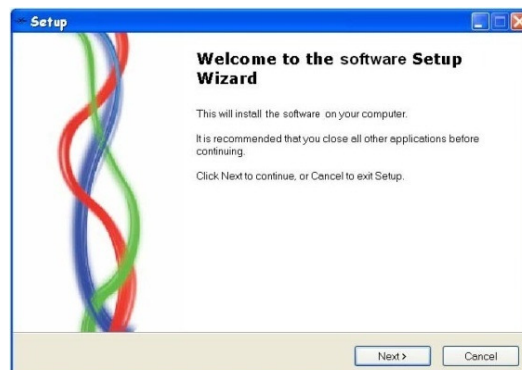 Setup
Welcome to the software Setup
Wizard
This will install the software on your computer.
It is recommended that you close all other applications before
continuing.
Click Next to continue, or Cancel to exit Setup.
Next >
Cancel